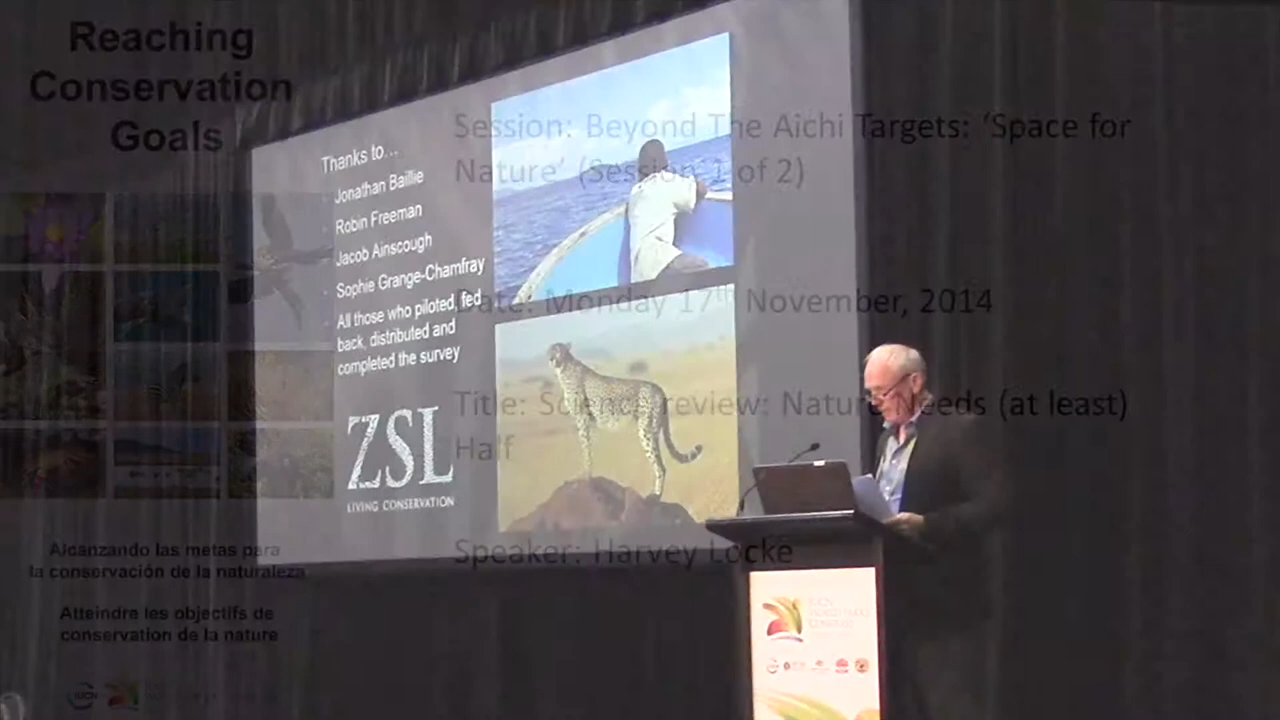 Reaching
Conservation
Goals
Alcanzando las metas para
la conservación de la naturaleza
Atteindre les objectifs de
conservation de la nature
Session: Beyond The Aichi Targets: ‘Space for
Nature’ (Session 1 of 2)
Date: Monday 17th November, 2014
Title: Science review: Nature Needs (at least)
Half
Speaker: Harvey Locke
Thanks to…
Jonathan Baillie
Robin Freeman
Jacob Ainscough
Sophie Grange-Chamfray
All those who piloted, fed
back, distributed and
completed the survey
ZSL
LIVING CONSERVATION